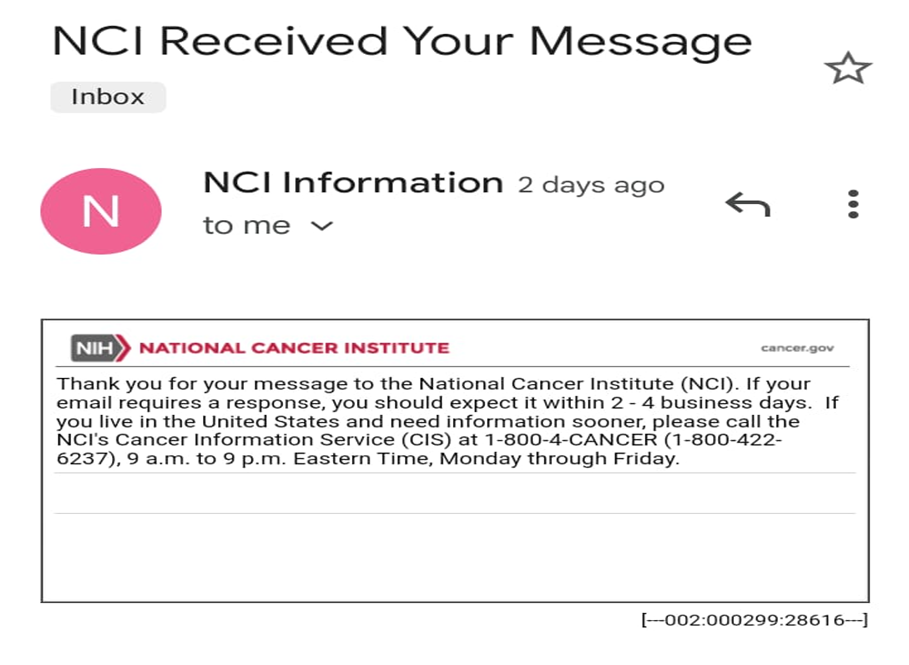 NCI Received Your Message
Inbox
N
NCI Information 2 days ago
to me
NIH NATIONAL CANCER INSTITUTE cancer.gov
Thank you for your message to the National Cancer Institute (NCI). If your
email requires a response, you should expect it within 2 - 4 business days.  If
you live in the United States and need information sooner, please call the
NCI's Cancer Information Service (CIS) at 1-800-4-CANCER (1-800-422-
6237), 9 a.m. to 9 p.m. Eastern Time, Monday through Friday.
[---002:000299:28616---]